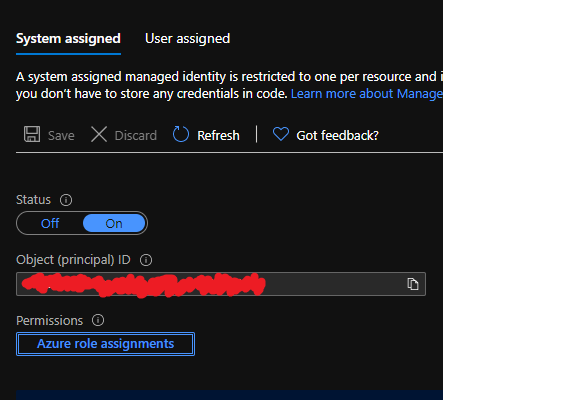 System assigned User assigned
A system assigned managed identity is restricted to one per resource and i
you don't have to store any credentials in code. Learn more about Manage
Save Discard Refresh Got feedback?
Status
Off On
Object (principal) ID
Permissions
Azure role assignments